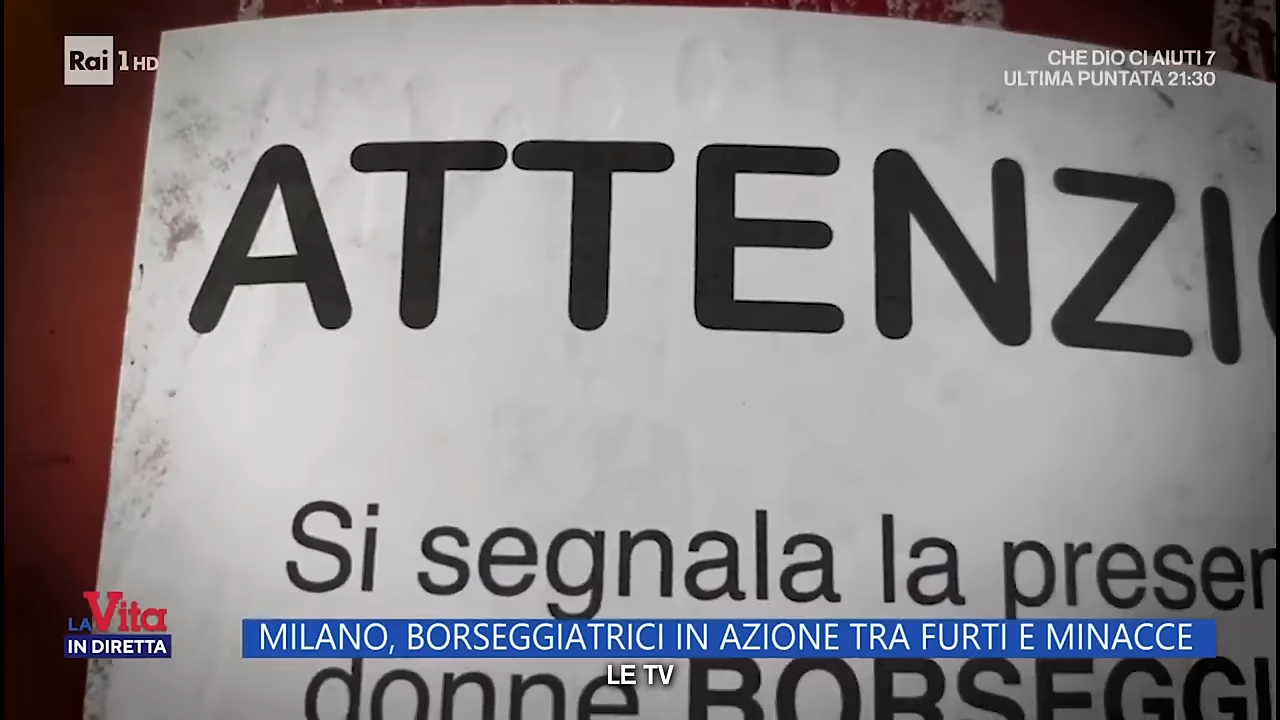 Rai 1 HD
CHE DIO CI AIUTI 7
ULTIMA PUNTATA 21:30
ATTENZI
Si segnala la presen
LA Vita
IN DIRETTA
MILANO, BORSEGGIATRICI IN AZIONE TRA FURTI E MINACCE
donne BORSEGGI
LE TV